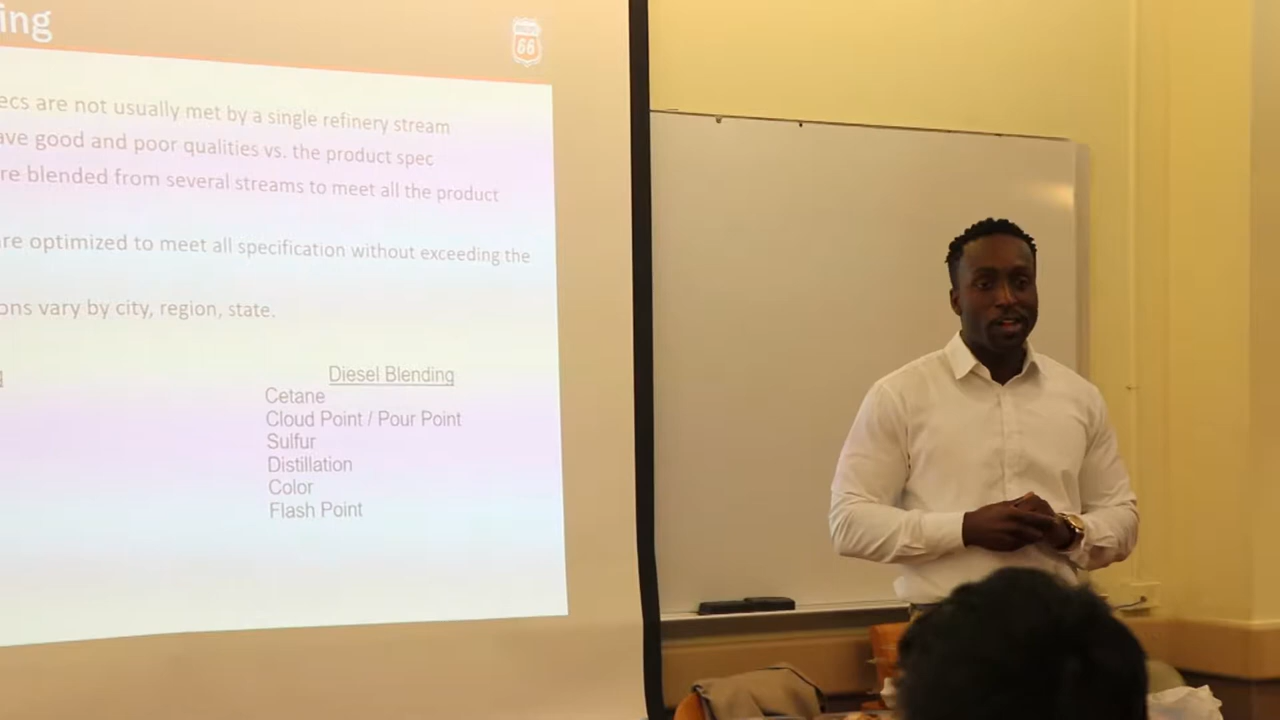 ing
66
ecs are not usually met by a single refinery stream
ave good and poor qualities vs. the product spec
re blended from several streams to meet all the product
are optimized to meet all specification without exceeding the
ons vary by city, region, state.
Diesel Blending
Cetane
Cloud Point / Pour Point
Sulfur
Distillation
Color
Flash Point